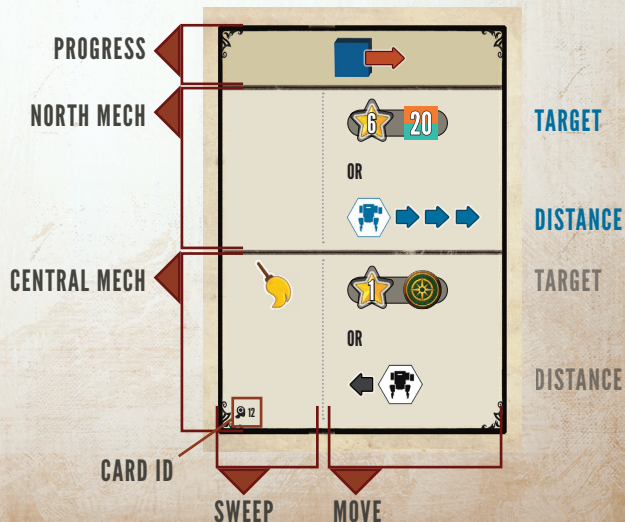 PROGRESS
NORTH MECH
6 20
TARGET
OR
DISTANCE
CENTRAL MECH
1
TARGET
OR
DISTANCE
12
CARD ID
SWEEP
MOVE